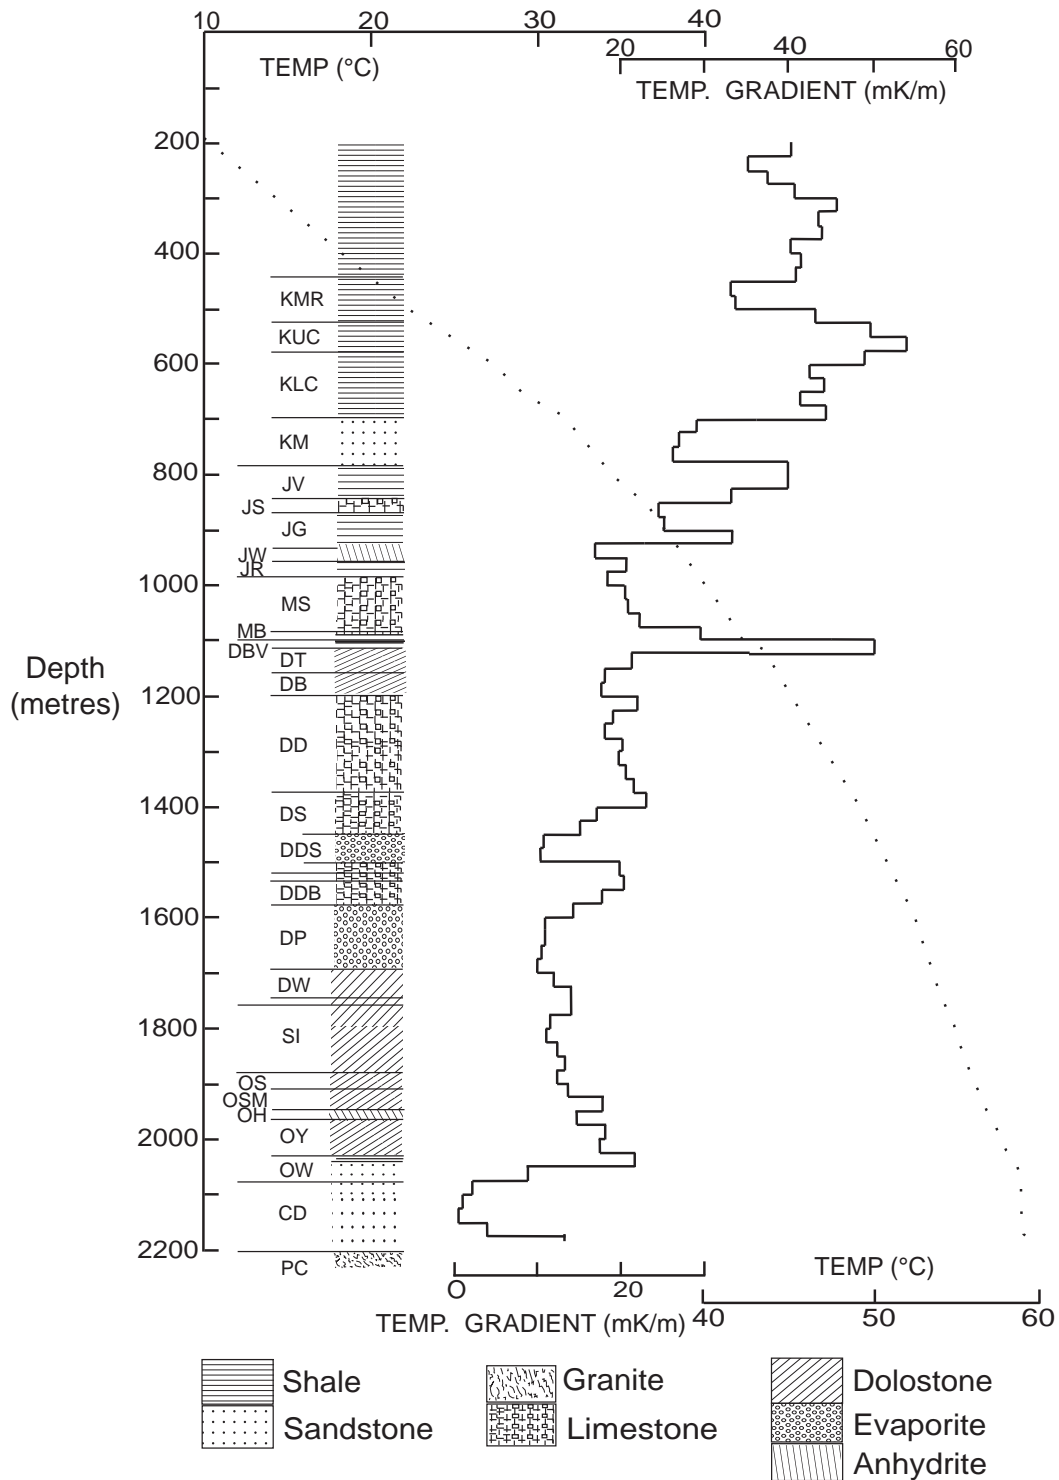 10 20 30 40
20 40 60
TEMP (°C)
TEMP. GRADIENT (mK/m)
200
400
KMR
KUC
600
KLC
KM
800
JV
JS
JG
JW
JR
1000
MS
MB
DBV
DT
Depth
(metres)
DB
1200
DD
1400
DS
DDS
DDB
1600
DP
DW
1800
SI
OS
OSM
OH
2000
OY
OW
CD
2200
PC
TEMP (°C)
O 20
40 50 60
TEMP. GRADIENT (mK/m)
Shale
Granite
Dolostone
Sandstone
Limestone
Evaporite
Anhydrite